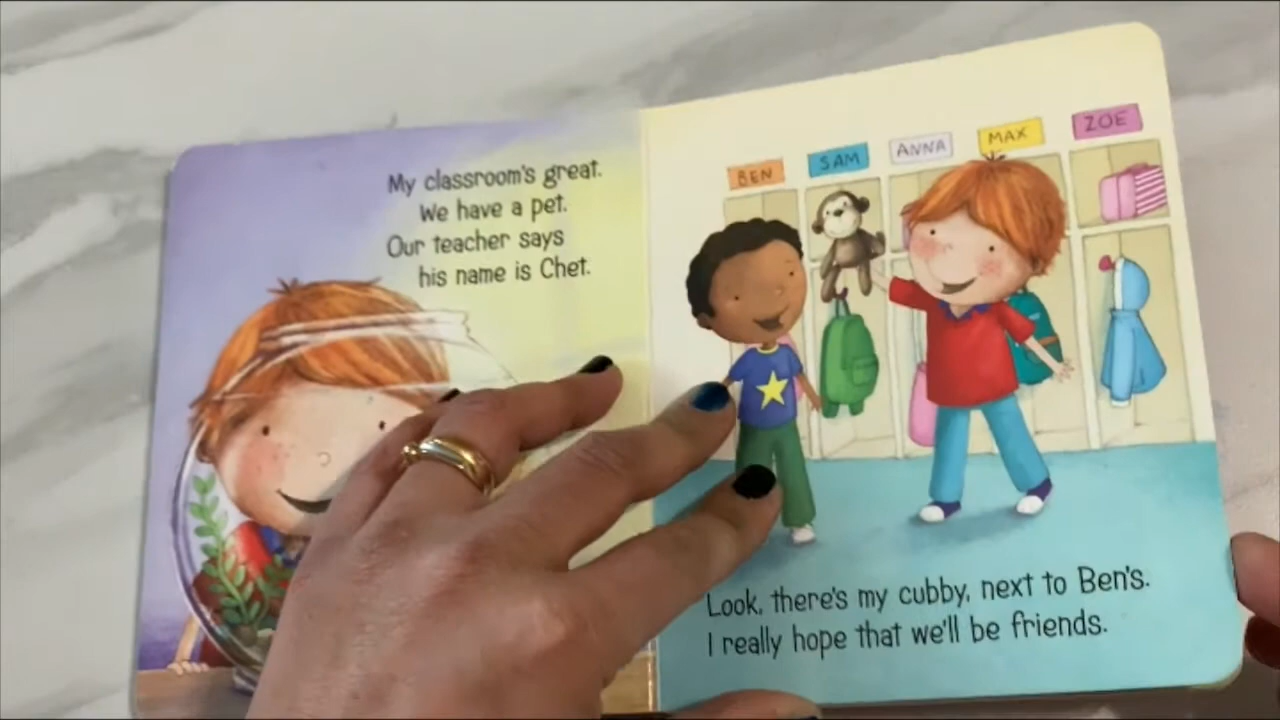 My classroom's great.
We have a pet.
Our teacher says
his name is Chet.
BEN
SAM
ANNA
MAX
ZOE
Look, there's my cubby, next to Ben's.
I really hope that we'll be friends.